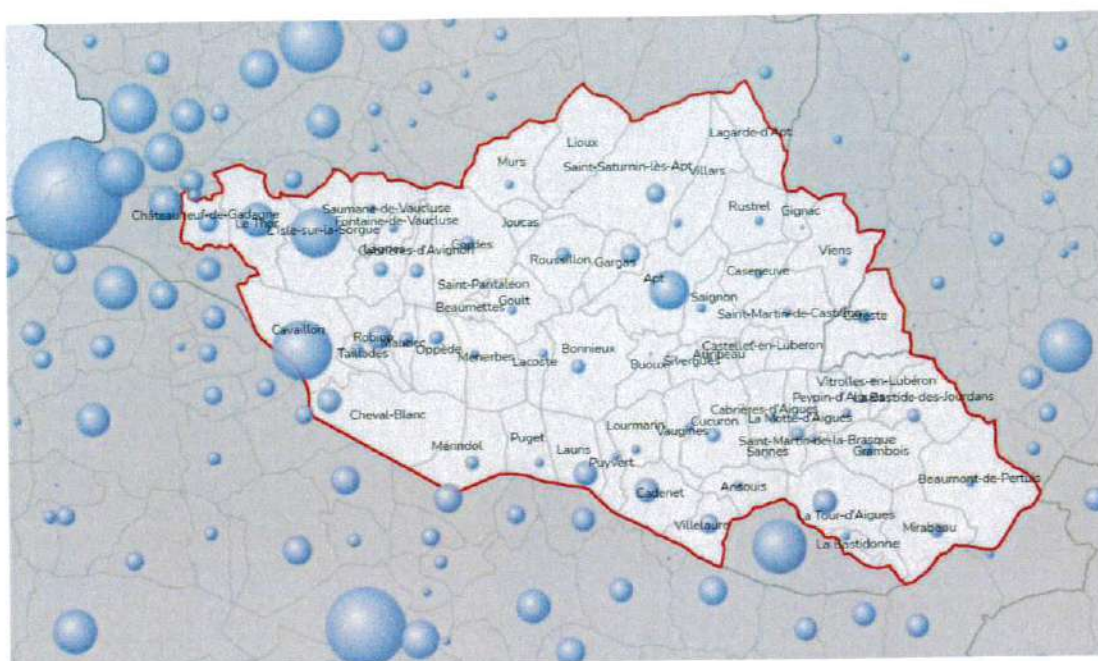 Lagarde-d'Apt
Lioux
Murs
Saint-Saturnin-lès-Apt
Villars
Rustrel
Gignac
Châteauneuf-de-Gadagne
Le Thor
Saumane-de-Vaucluse
Fontaine-de-Vaucluse
L'Isle-sur-la-Sorgue
Joucas
Gordes
Lagnes
Cabrières-d'Avignon
Roussillon
Gargas
Viens
Apt
Caseneuve
Saint-Pantaléon
Saignon
Goult
Beaumettes
Saint-Martin-de-Castillon
Céreste
Cavaillon
Robion
Maubec
Taillades
Oppède
Ménerbes
Lacoste
Bonnieux
Castellet-en-Luberon
Auribeau
Buoux
Sivergues
Vitrolles-en-Lubéron
Peypin-d'Aigues
La Bastide-des-Jourdans
Cheval-Blanc
Cabrières-d'Aigues
La Motte-d'Aigues
Lourmarin
Cucuron
Vaugines
Puget
Mérindol
Lauris
Saint-Martin-de-la-Brasque
Sannes
Grambois
Puyvert
Beaumont-de-Pertuis
Ansouis
Cadenet
La Tour-d'Aigues
Villelaure
Mirabeau
La Bastidonne